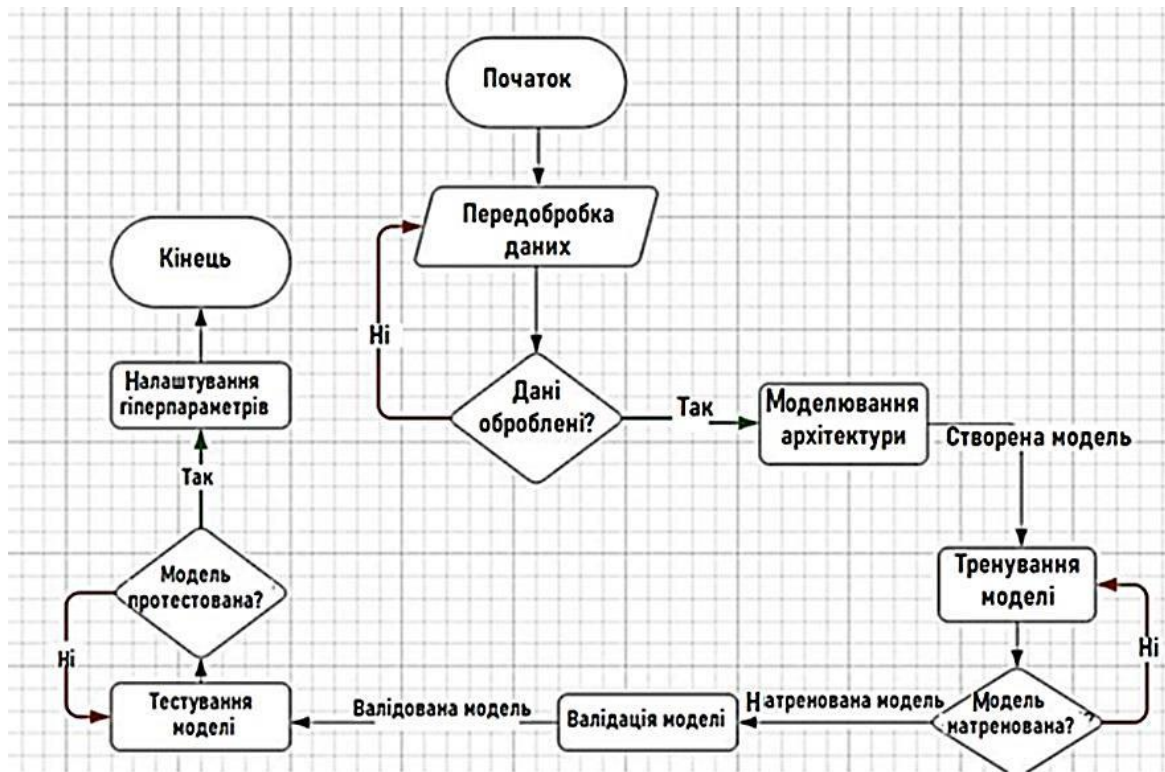 Початок
Передобробка
даних
Ні
Дані
оброблені?
Так
Моделювання
архітектури
Створена модель
Тренування
моделі
Ні
Модель
натренована?
Натренована модель
Валідація моделі
Валідована модель
Тестування
моделі
Ні
Модель
протестована?
Так
Налаштування
гіперпараметрів
Кінець